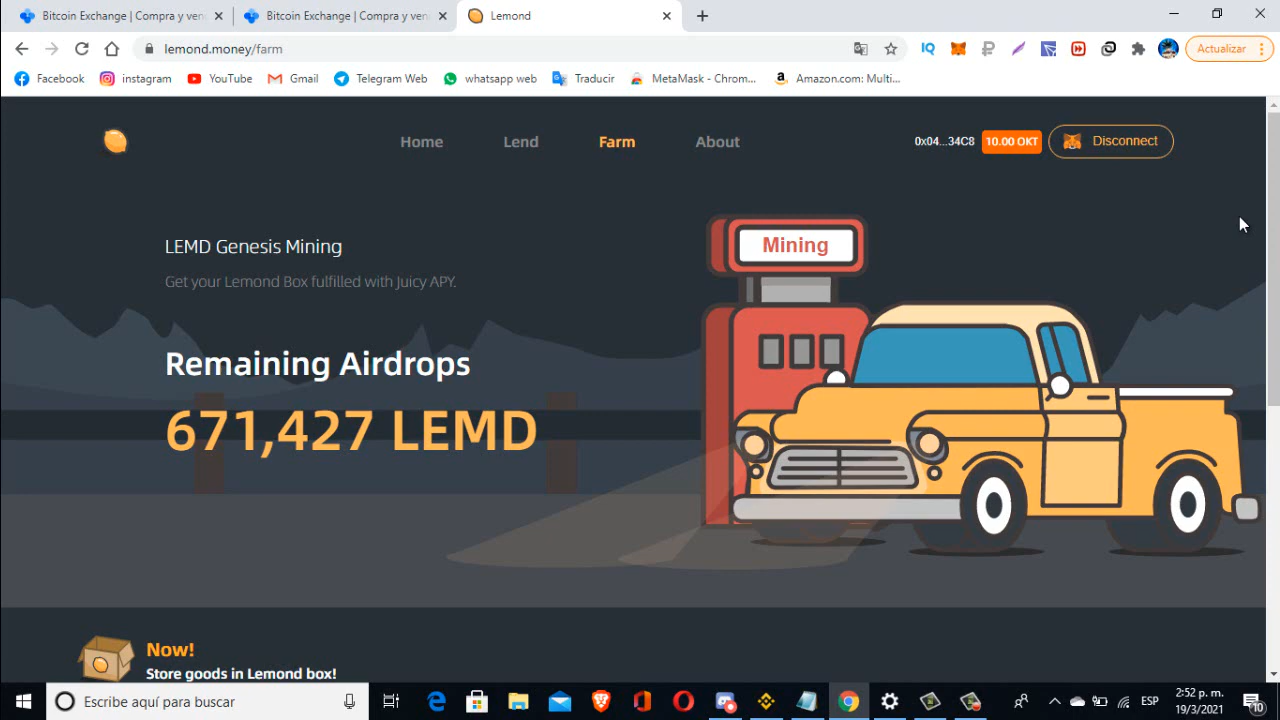 Bitcoin Exchange | Compra y ven
Bitcoin Exchange | Compra y ven
Lemond
lemond.money/farm
Actualizar
Facebook
instagram
YouTube
Gmail
Telegram Web
whatsapp web
Traducir
MetaMask - Chrom...
Amazon.com: Multi...
Home
Lend
Farm
About
0x04...34C8
10.00 OKT
Disconnect
Mining
LEMD Genesis Mining
Get your Lemond Box fulfilled with Juicy APY.
Remaining Airdrops
671,427 LEMD
Now!
Store goods in Lemond box!
Escribe aquí para buscar
ESP
2:52 p. m.
19/3/2021
10